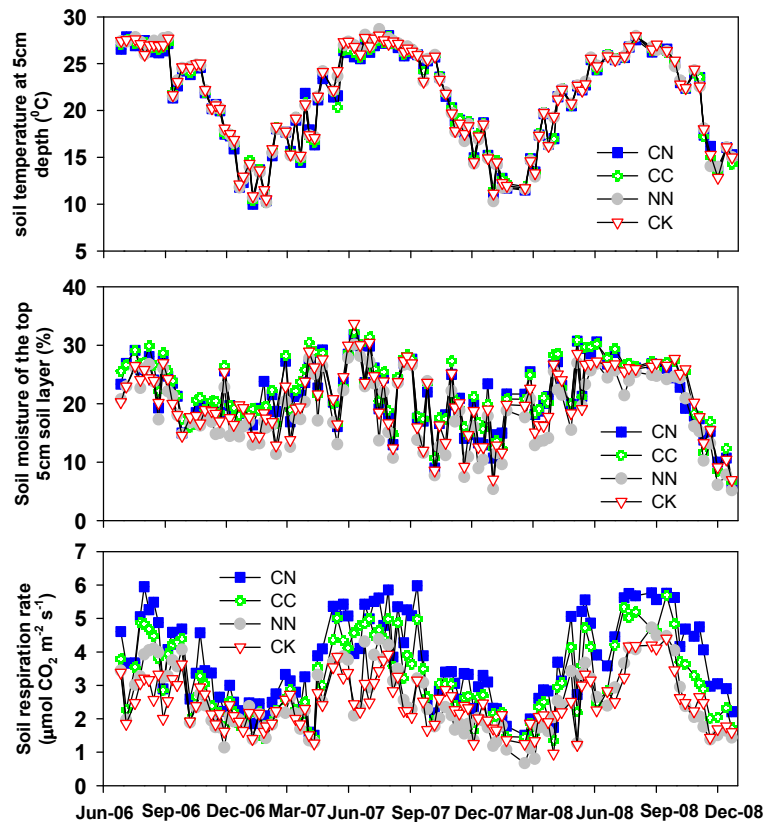 soil temperature at 5cm
depth (⁰C)
30
25
20
15
10
5
CN
CC
NN
CK
Soil moisture of the top
5cm soil layer (%)
40
30
20
10
0
CN
CC
NN
CK
Soil respiration rate
(μmol CO₂ m⁻² s⁻¹)
7
6
5
4
3
2
1
0
CN
CC
NN
CK
Jun-06 Sep-06 Dec-06 Mar-07 Jun-07 Sep-07 Dec-07 Mar-08 Jun-08 Sep-08 Dec-08